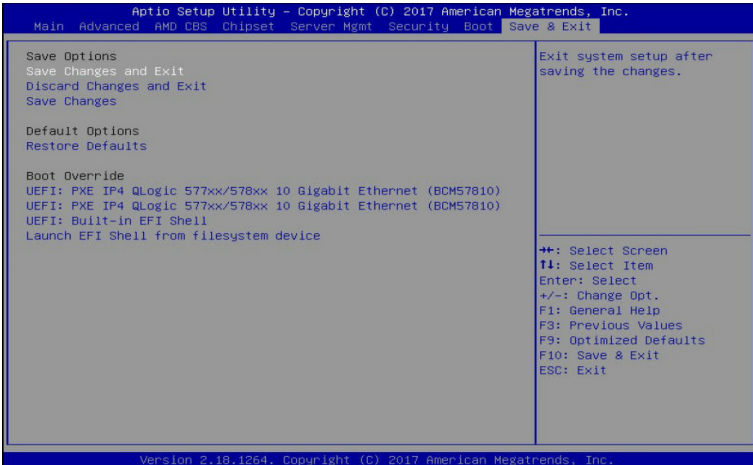 Aptio Setup Utility – Copyright (C) 2017 American Megatrends, Inc.
Main Advanced AMD CBS Chipset Server Mgmt Security Boot Save & Exit
Save Options
Save Changes and Exit
Discard Changes and Exit
Save Changes
Default Options
Restore Defaults
Boot Override
UEFI: PXE IP4 QLogic 577xx/578xx 10 Gigabit Ethernet (BCM57810)
UEFI: PXE IP4 QLogic 577xx/578xx 10 Gigabit Ethernet (BCM57810)
UEFI: Built-in EFI Shell
Launch EFI Shell from filesystem device
Exit system setup after
saving the changes.
→←: Select Screen
↑↓: Select Item
Enter: Select
+/-: Change Opt.
F1: General Help
F3: Previous Values
F9: Optimized Defaults
F10: Save & Exit
ESC: Exit
Version 2.18.1264. Copyright (C) 2017 American Megatrends, Inc.